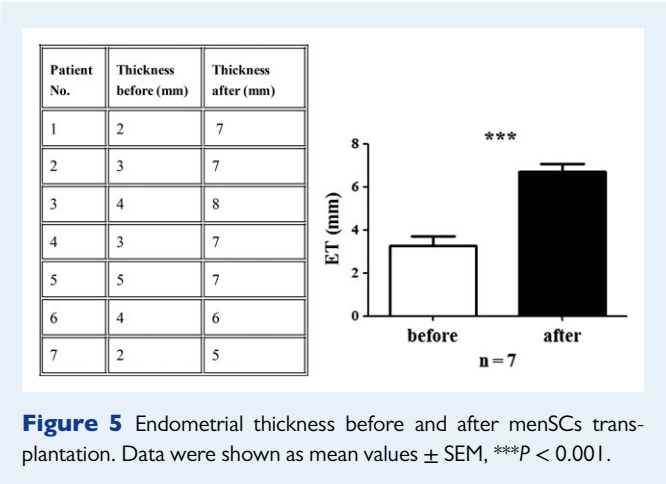 Patient No. Thickness before (mm) Thickness after (mm)
1 2 7
2 3 7
3 4 8
4 3 7
5 5 7
6 4 6
7 2 5
***
8
6
4
2
0
ET (mm)
before after
n=7
Figure 5 Endometrial thickness before and after menSCs trans-
plantation. Data were shown as mean values ± SEM, ***P < 0.001.